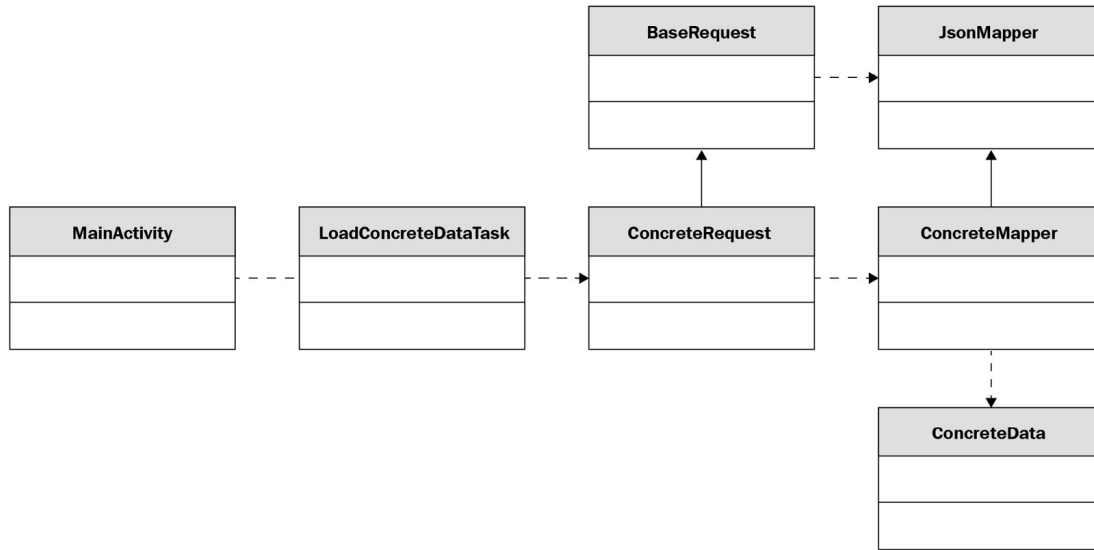 BaseRequest
JsonMapper
MainActivity
LoadConcreteDataTask
ConcreteRequest
ConcreteMapper
ConcreteData